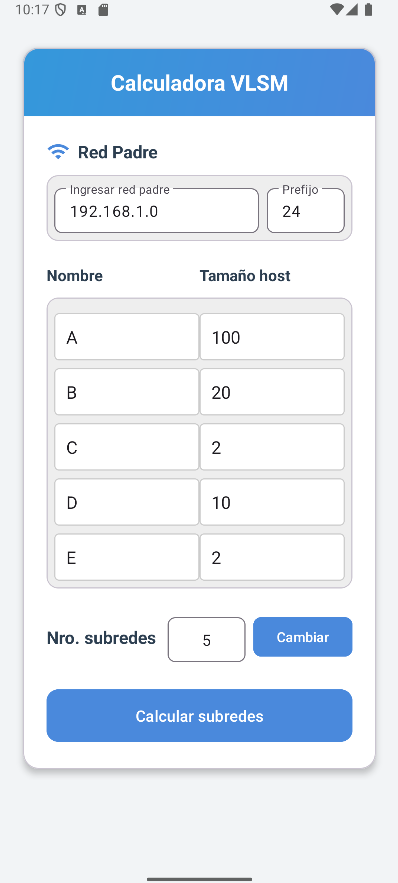 10:17
Calculadora VLSM
Red Padre
Ingresar red padre Prefijo
192.168.1.0 24
Nombre Tamaño host
A 100
B 20
C 2
D 10
E 2
Nro. subredes 5 Cambiar
Calcular subredes